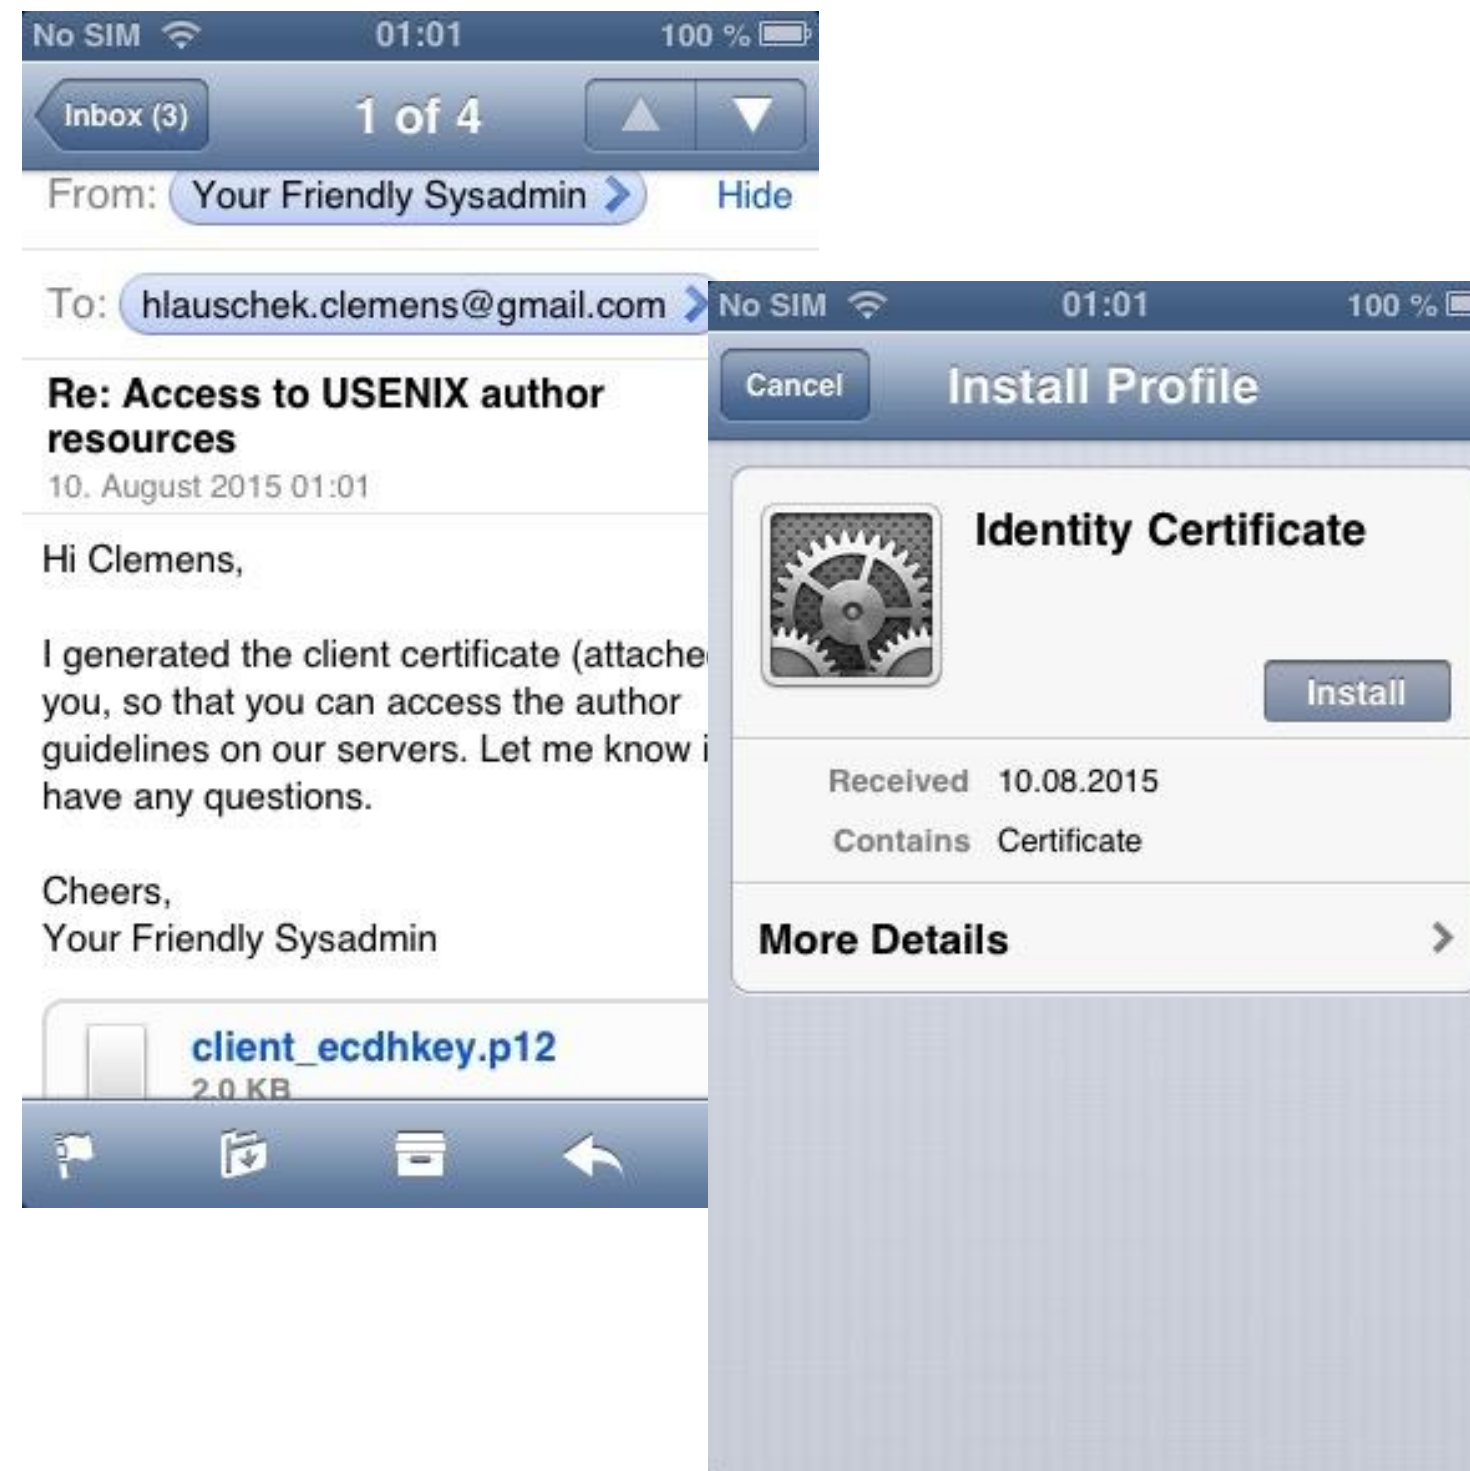 No SIM 01:01 100 %
Inbox (3) 1 of 4
From: Your Friendly Sysadmin Hide
To: hlauschek.clemens@gmail.com
Re: Access to USENIX author
resources
10. August 2015 01:01
Hi Clemens,
I generated the client certificate (attache
you, so that you can access the author
guidelines on our servers. Let me know i
have any questions.
Cheers,
Your Friendly Sysadmin
client_ecdhkey.p12
2.0 KB
No SIM 01:01 100 %
Cancel Install Profile
Identity Certificate
Install
Received 10.08.2015
Contains Certificate
More Details